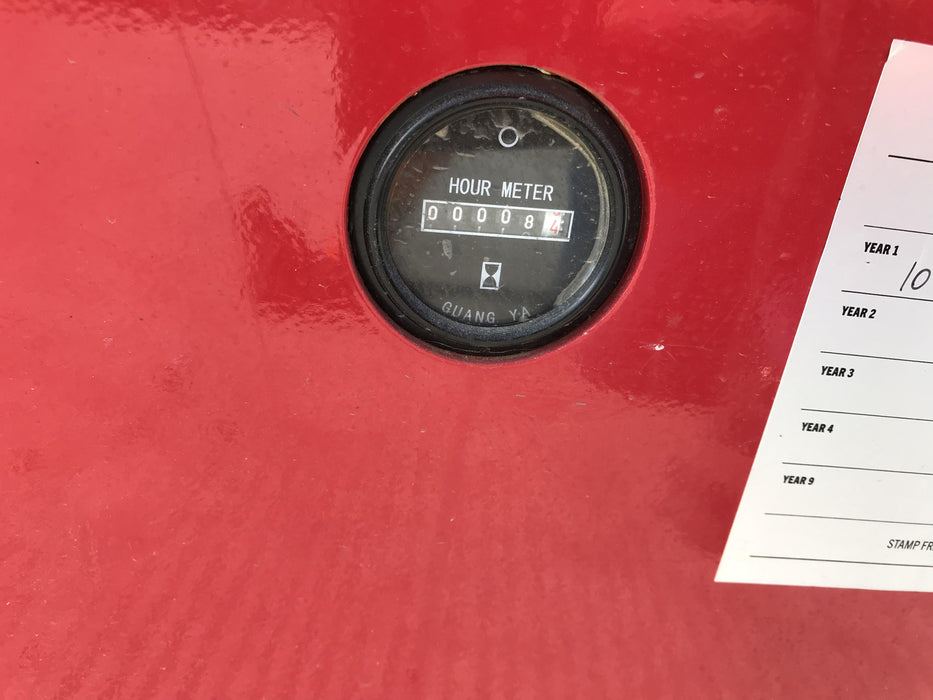 HOUR METER
0 0 0 0 8 4
GUANG YA
YEAR 1 10
YEAR 2
YEAR 3
YEAR 4
YEAR 9
STAMP FR